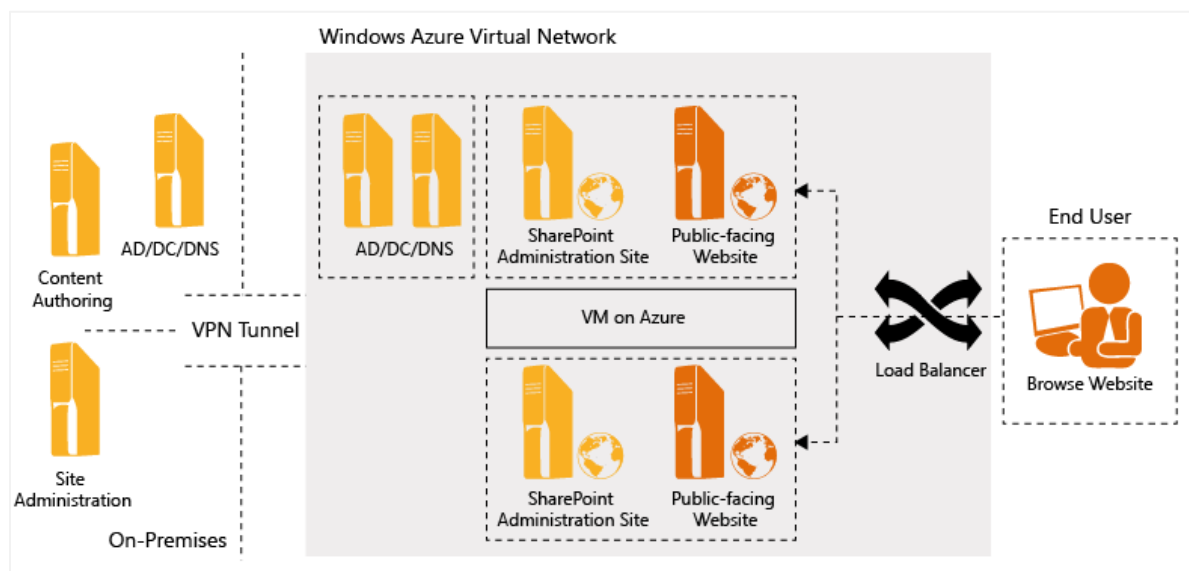 Windows Azure Virtual Network
Content
Authoring
AD/DC/DNS
VPN Tunnel
Site
Administration
On-Premises
AD/DC/DNS
SharePoint
Administration Site
Public-facing
Website
VM on Azure
SharePoint
Administration Site
Public-facing
Website
Load Balancer
End User
Browse Website